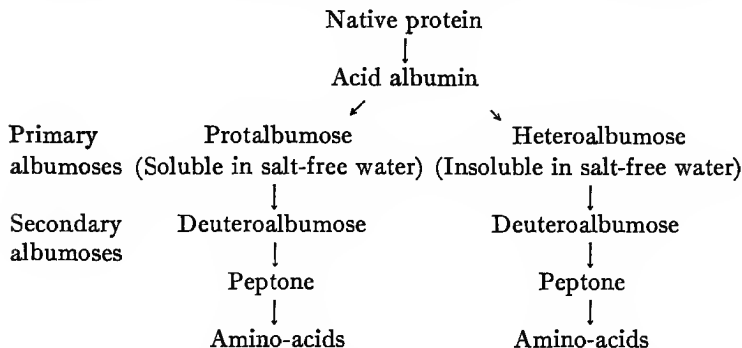 Native protein
Acid albumin
Primary Protalbumose Heteroalbumose
albumoses (Soluble in salt-free water) (Insoluble in salt-free water)
Secondary Deuteroalbumose Deuteroalbumose
albumoses
Peptone Peptone
Amino-acids Amino-acids